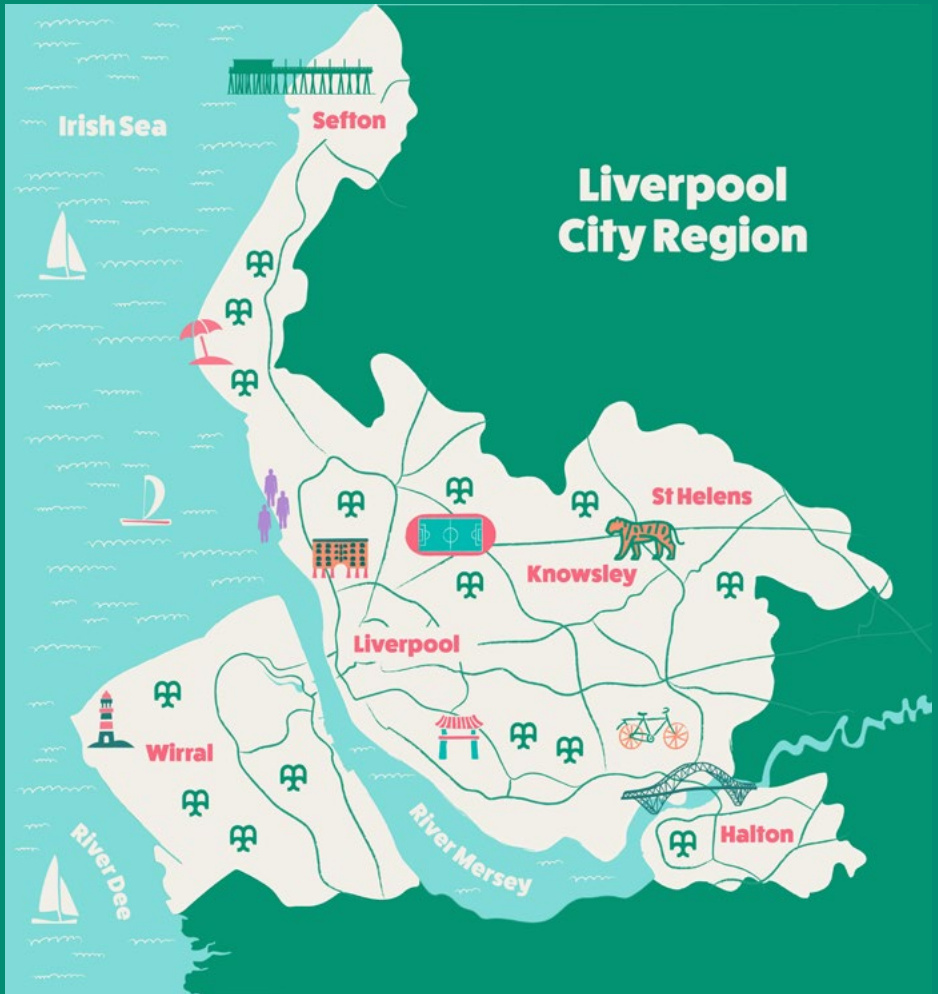 Sefton
Irish Sea
Liverpool
City Region
St Helens
Knowsley
Liverpool
Wirral
River Dee
River Mersey
Halton